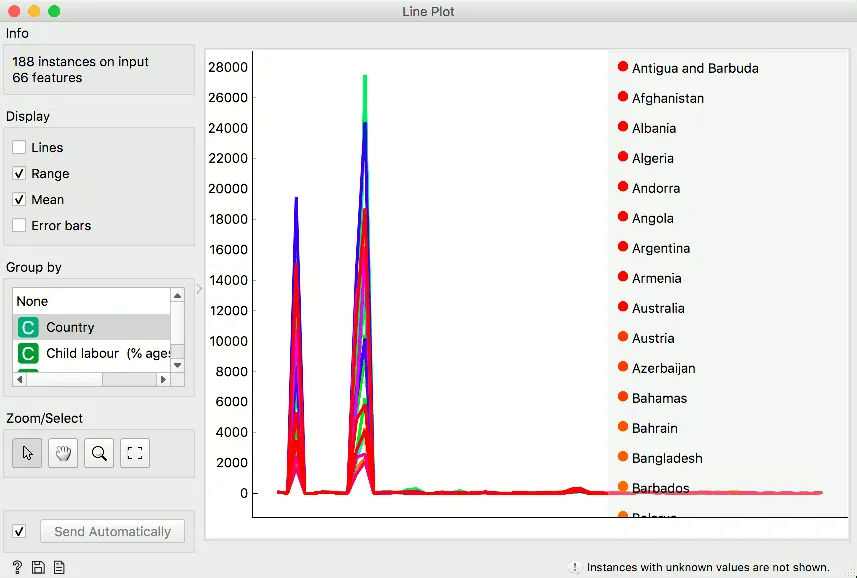 Line Plot
Info
188 instances on input
66 features
Display
Lines
Range
Mean
Error bars
Group by
None
C Country
C Child labour (% ages
Zoom/Select
Send Automatically
?
28000
26000
24000
22000
20000
18000
16000
14000
12000
10000
8000
6000
4000
2000
0
Antigua and Barbuda
Afghanistan
Albania
Algeria
Andorra
Angola
Argentina
Armenia
Australia
Austria
Azerbaijan
Bahamas
Bahrain
Bangladesh
Barbados
Instances with unknown values are not shown.